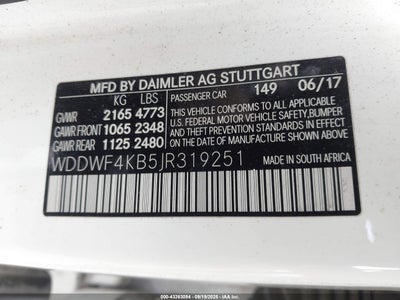 MFD BY DAIMLER AG STUTTGART
KG LBS
GVWR 2165 4773
GAWR FRONT 1065 2348
GAWR REAR 1125 2480
PASSENGER CAR 149 06/17
THIS VEHICLE CONFORMS TO ALL
APPLICABLE U.S. FEDERAL
MOTOR VEHICLE SAFETY,BUMPER,
AND THEFT PREVENTION
STANDARDS IN EFFECT ON THE DATE
OF MANUFACTURE SHOWN ABOVE.
WDDWF4KB5JR319251
MADE IN SOUTH AFRICA
000-43263084 - 09/19/2025 - IAA Inc.